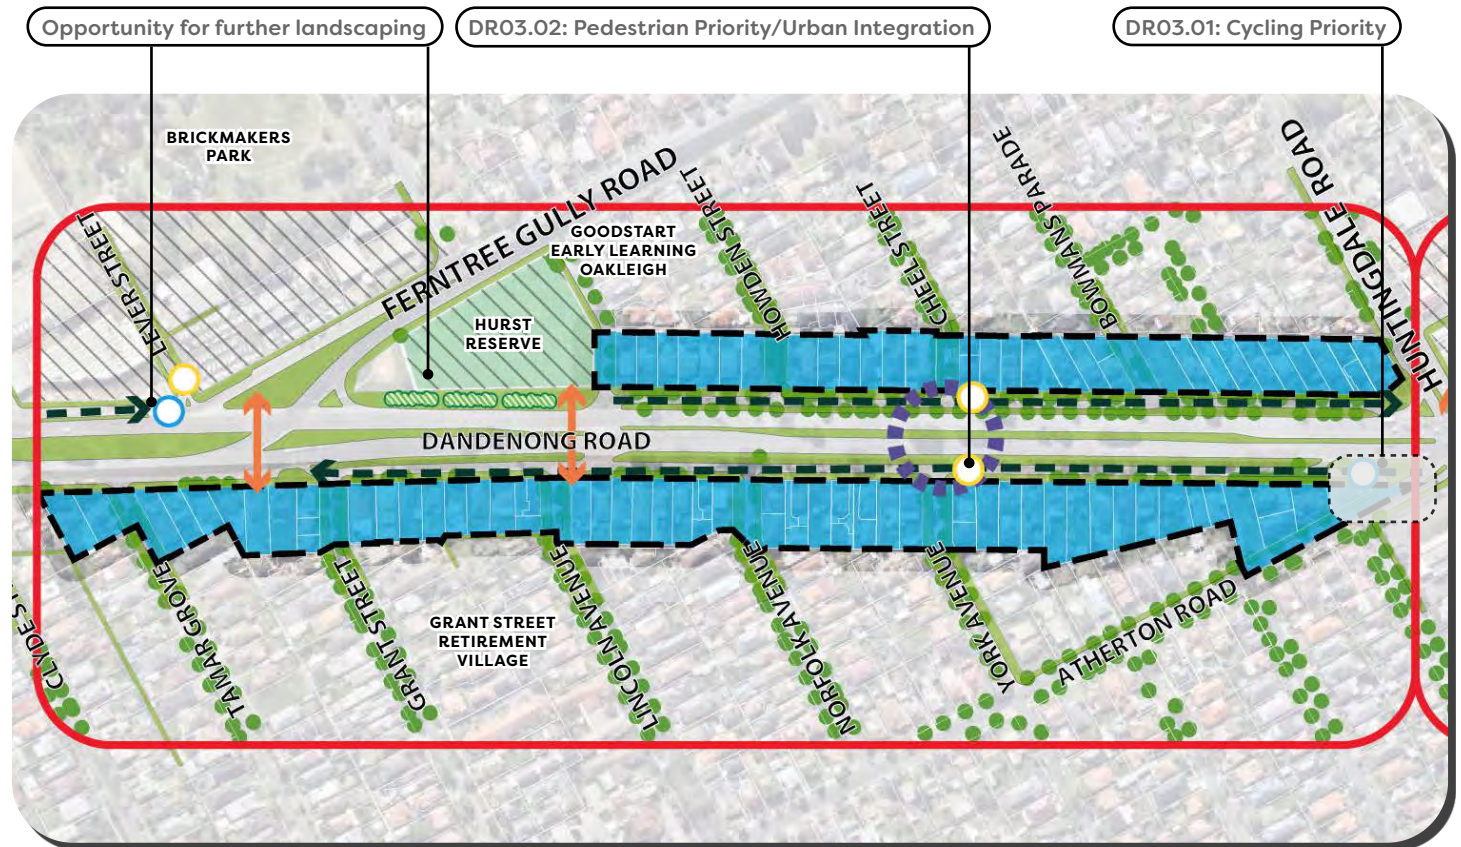 Opportunity for further landscaping
DR03.02: Pedestrian Priority/Urban Integration
DR03.01: Cycling Priority
BRICKMAKERS
PARK
LEVER STREET
FERNTREE GULLY ROAD
GOODSTART
EARLY LEARNING
OAKLEIGH
HURST
RESERVE
HOWDEN STREET
CHEEL STREET
BOWMANS PARADE
HUNTINGDALE ROAD
HUNTI
DANDENONG ROAD
CLYDE ST
TAMAR GROVE
GRANT STREET
GRANT STREET
RETIREMENT
VILLAGE
LINCOLN AVENUE
NORFOLK AVENUE
YORK AVENUE
ATHERTON ROAD